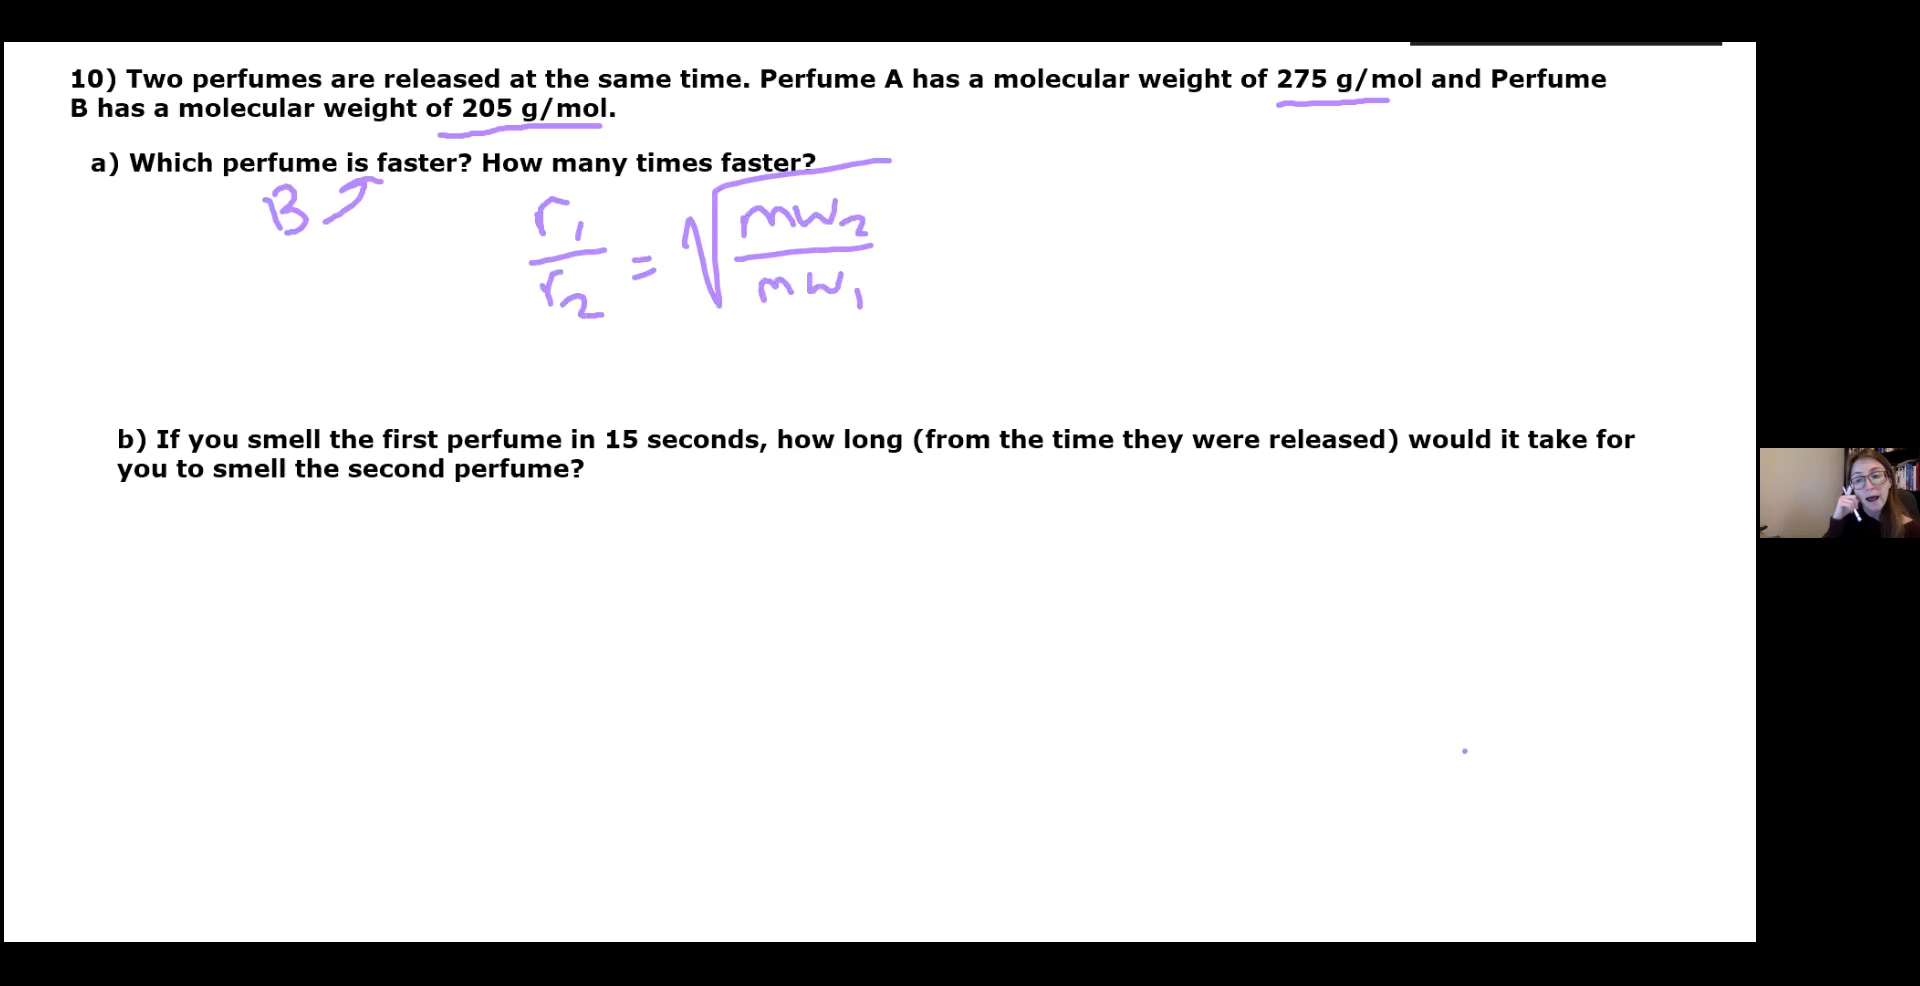 10) Two perfumes are released at the same time. Perfume A has a molecular weight of 275 g/mol and Perfume
B has a molecular weight of 205 g/mol.
a) Which perfume is faster? How many times faster?
B
r₁/r₂ = √(mw₂/mw₁)
b) If you smell the first perfume in 15 seconds, how long (from the time they were released) would it take for
you to smell the second perfume?